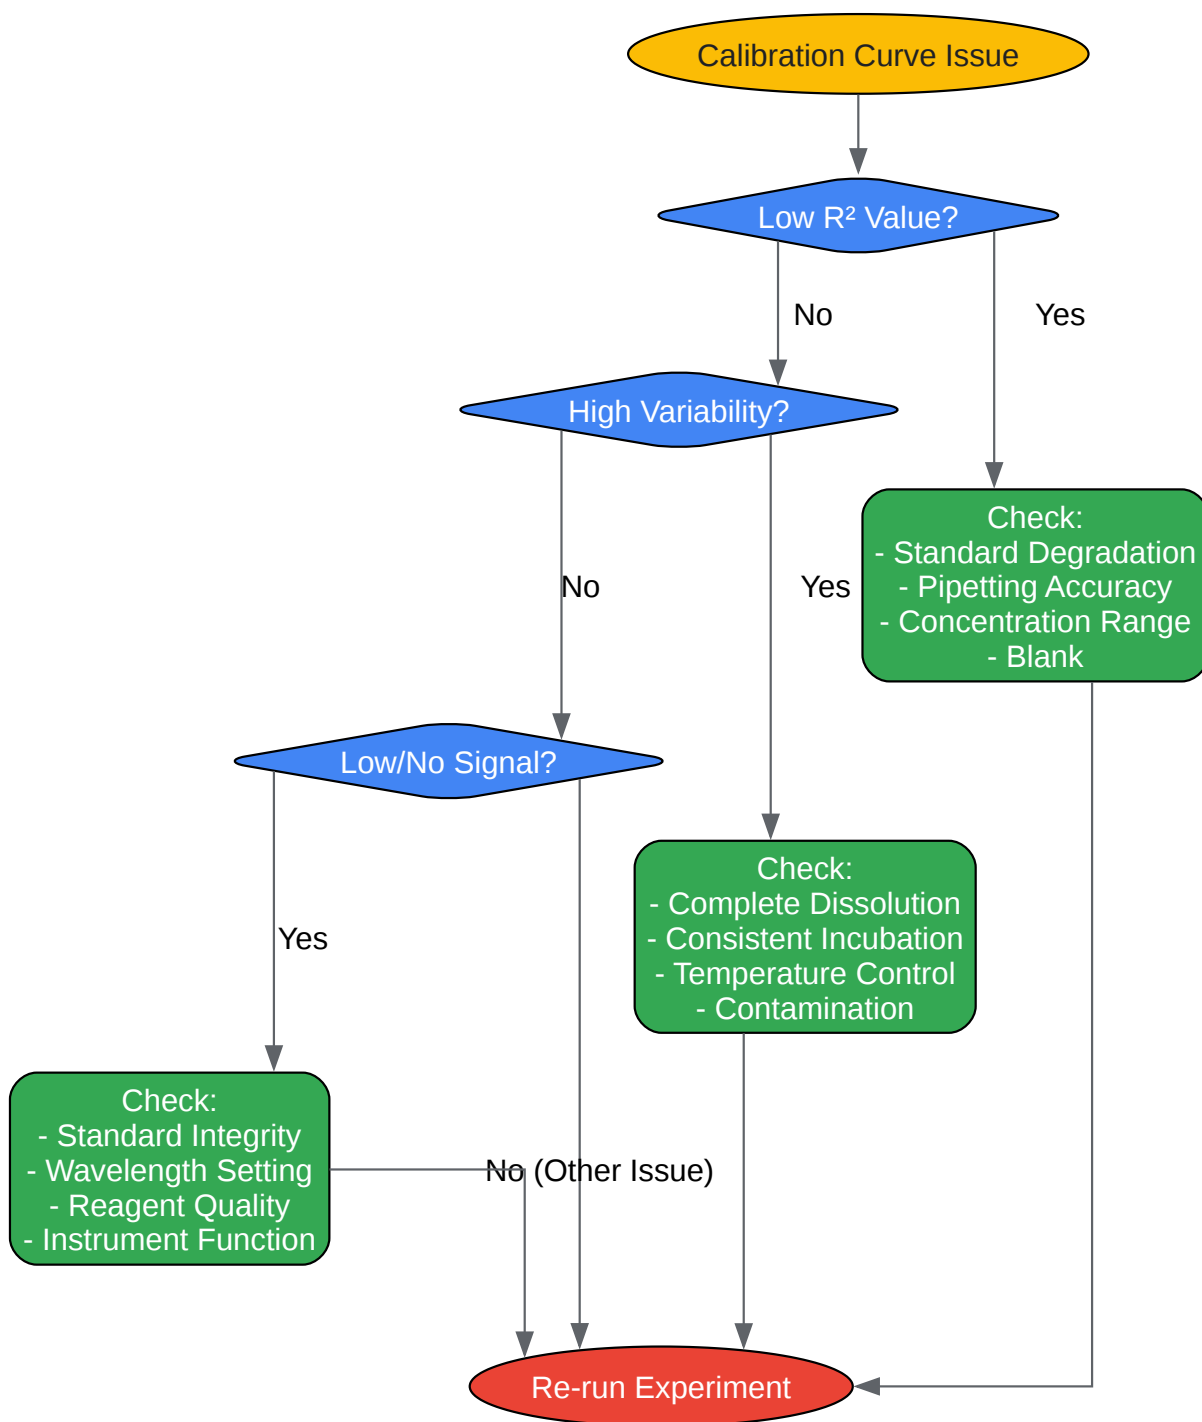 Calibration Curve Issue
Low R² Value?
No
Yes
High Variability?
Check:
- Standard Degradation
- Pipetting Accuracy
- Concentration Range
- Blank
No
Yes
Low/No Signal?
Check:
- Complete Dissolution
- Consistent Incubation
- Temperature Control
- Contamination
Yes
Check:
- Standard Integrity
- Wavelength Setting
- Reagent Quality
- Instrument Function
No (Other Issue)
Re-run Experiment